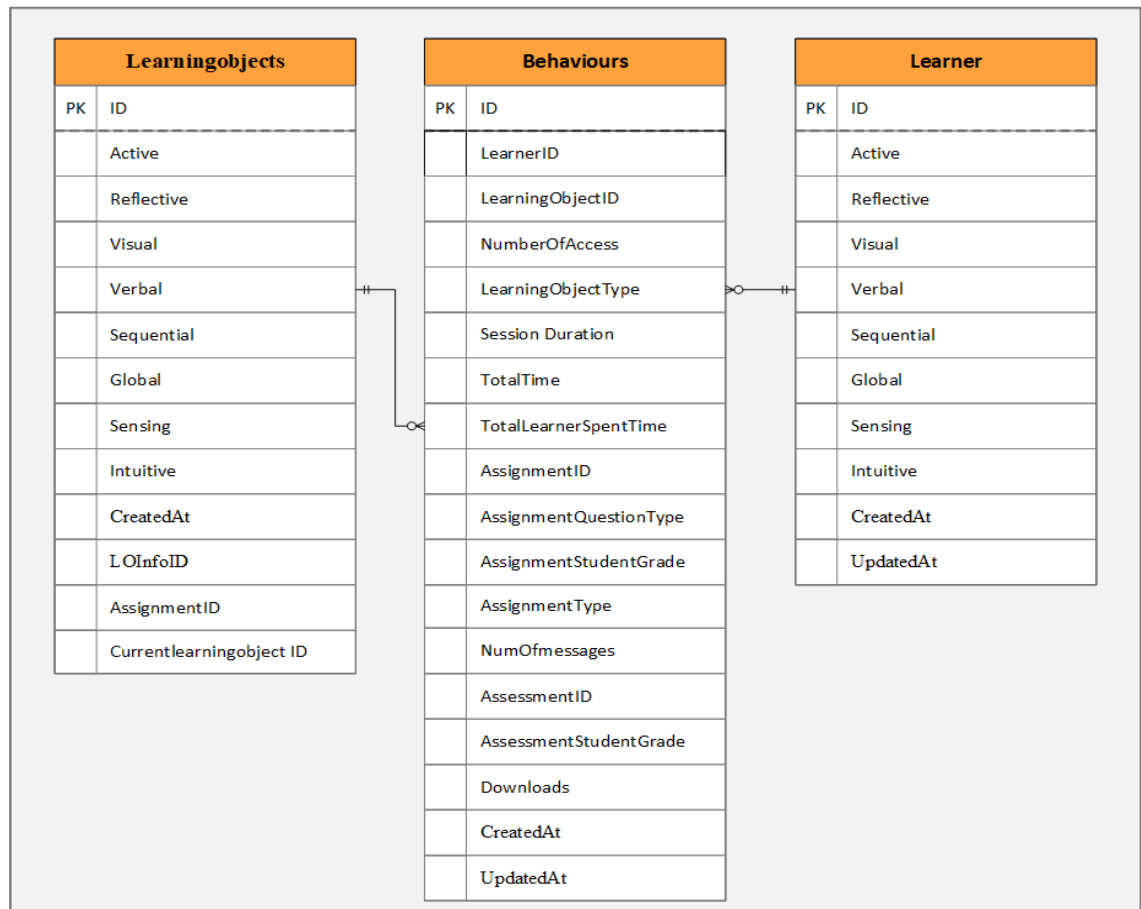 Learningobjects
PK ID
Active
Reflective
Visual
Verbal
Sequential
Global
Sensing
Intuitive
CreatedAt
LOInfoID
AssignmentID
Currentlearningobject ID
Behaviours
PK ID
LearnerID
LearningObjectID
NumberOfAccess
LearningObjectType
Session Duration
TotalTime
TotalLearnerSpentTime
AssignmentID
AssignmentQuestionType
AssignmentStudentGrade
AssignmentType
NumOfmessages
AssessmentID
AssessmentStudentGrade
Downloads
CreatedAt
UpdatedAt
Learner
PK ID
Active
Reflective
Visual
Verbal
Sequential
Global
Sensing
Intuitive
CreatedAt
UpdatedAt